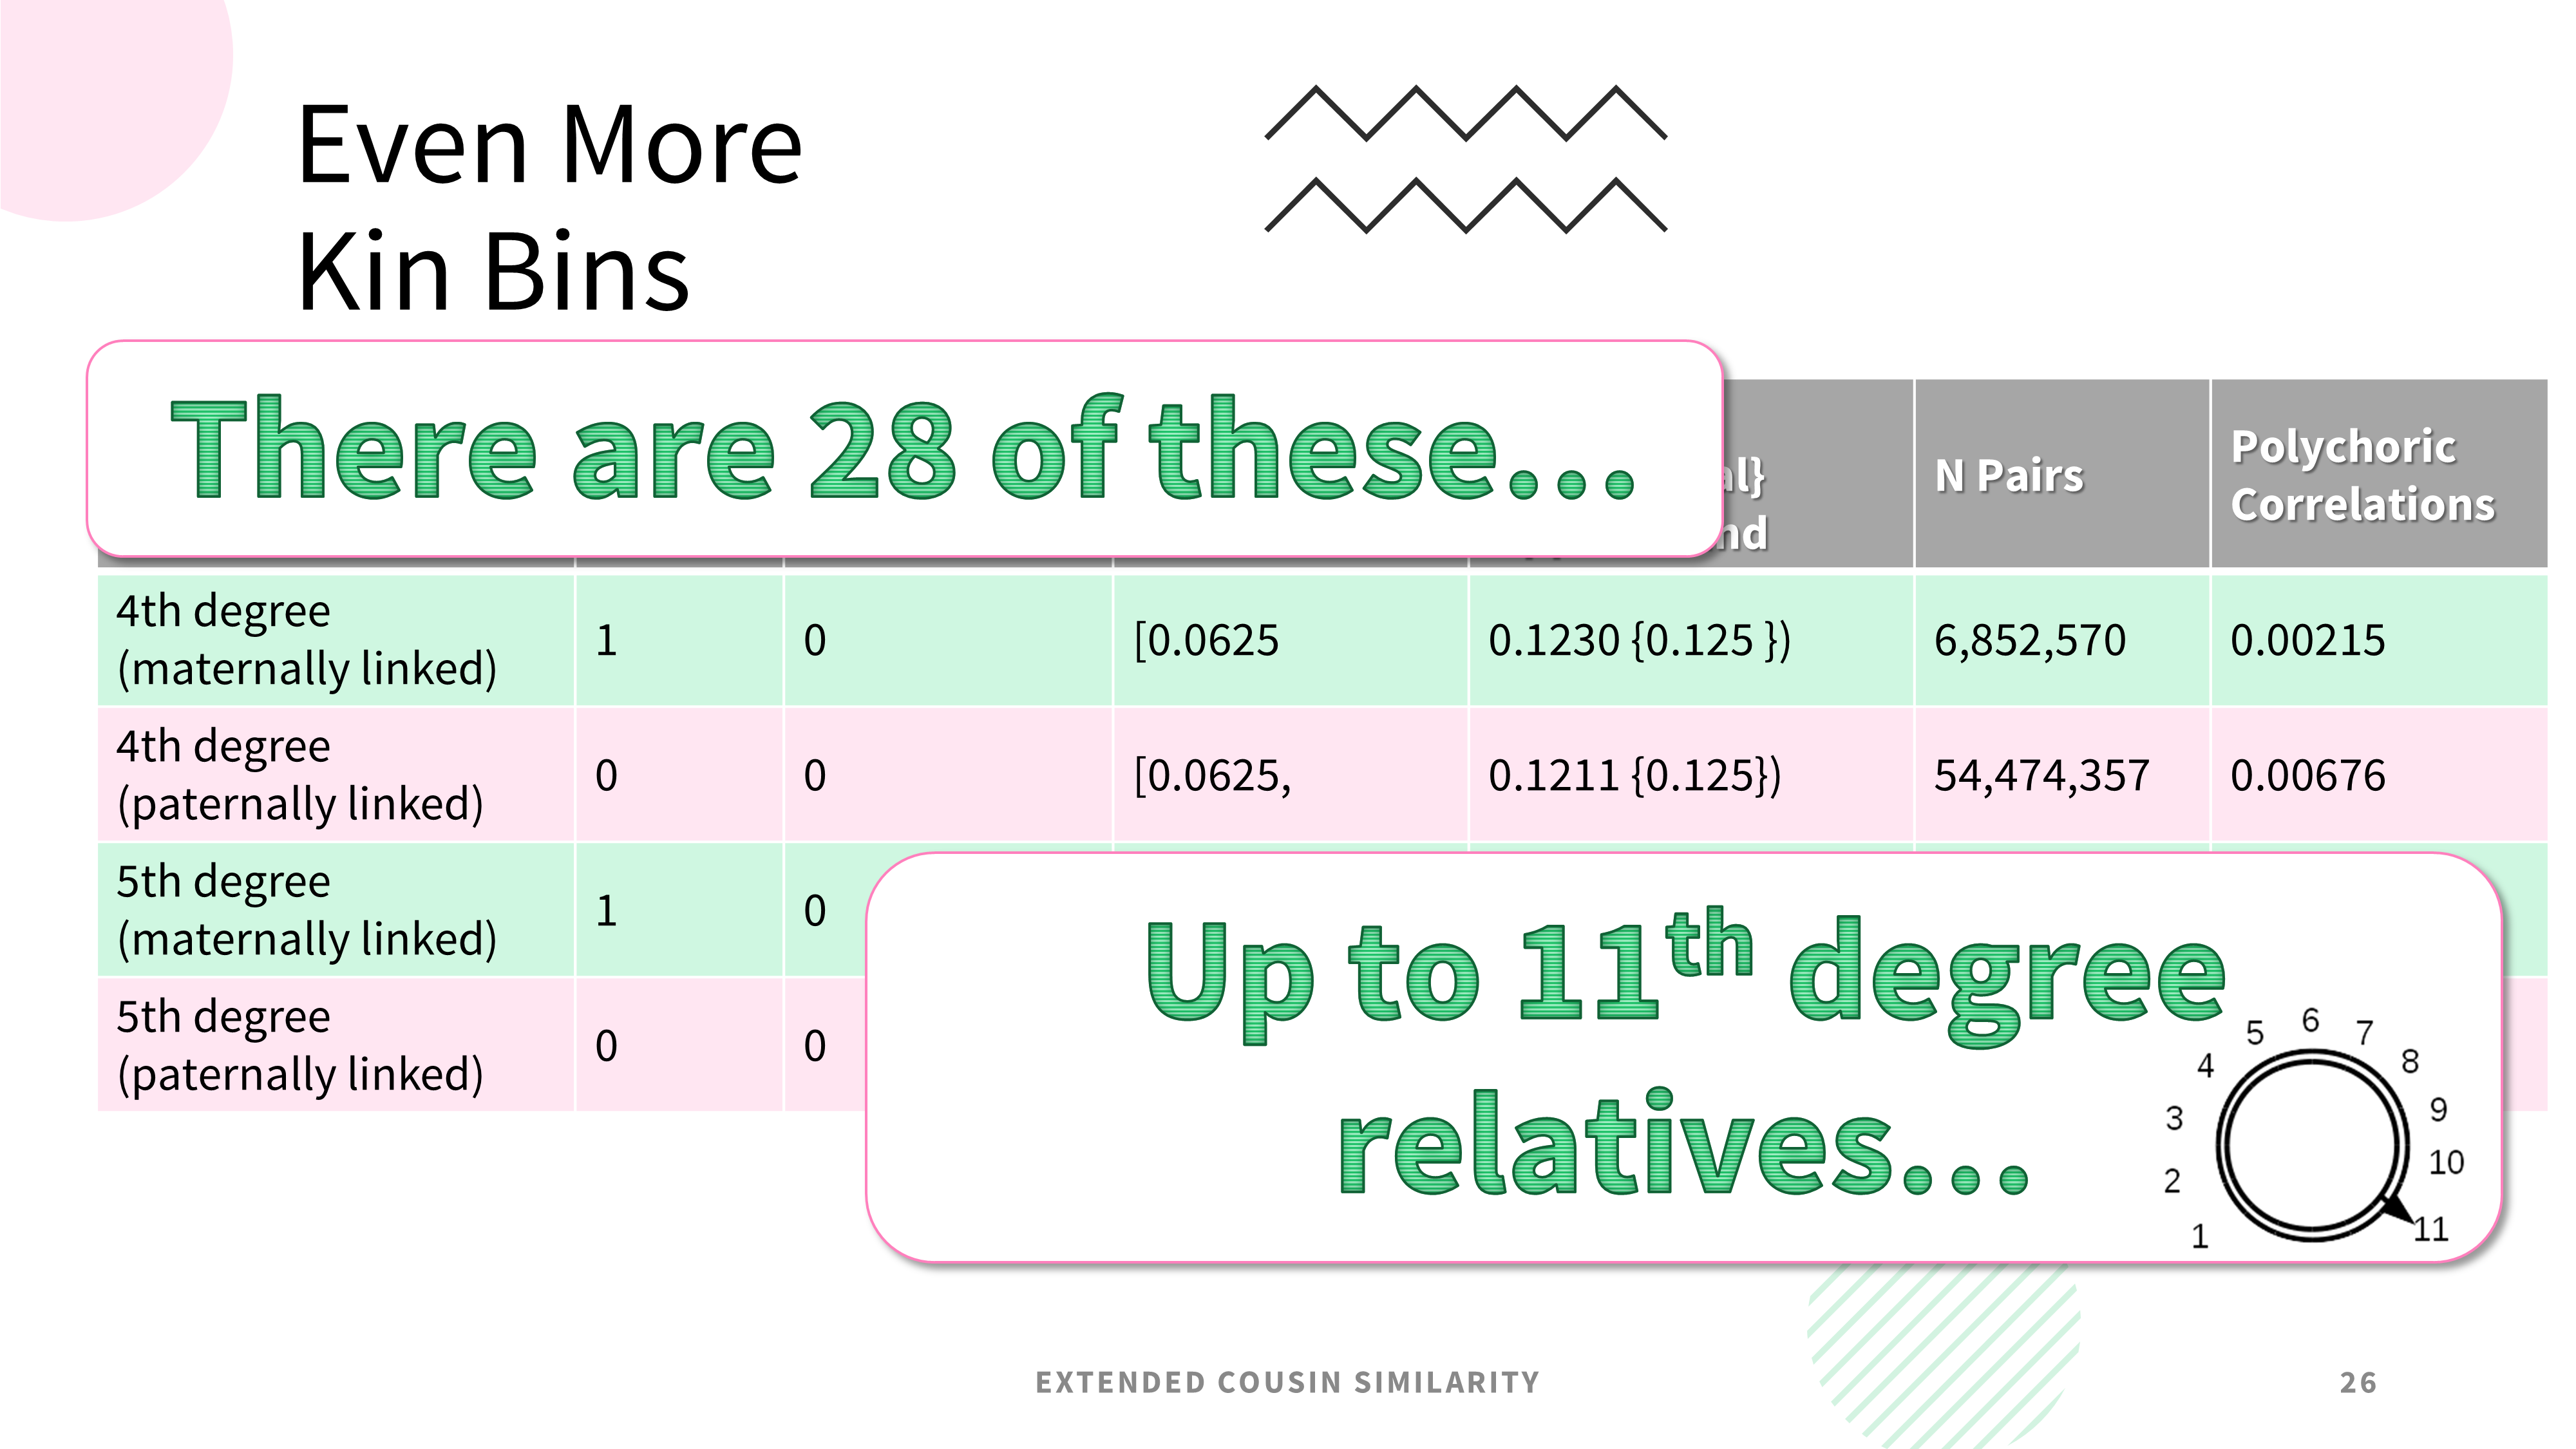 Even More
Kin Bins
There are 28 of these...
N Pairs
Polychoric
Correlations
4th degree
(maternally linked)
1
0
[0.0625
0.1230 {0.125 })
6,852,570
0.00215
4th degree
(paternally linked)
0
0
[0.0625,
0.1211 {0.125})
54,474,357
0.00676
5th degree
(maternally linked)
1
0
5th degree
(paternally linked)
0
0
Up to 11th degree
relatives...
1
2
3
4
5
6
7
8
9
10
11
EXTENDED COUSIN SIMILARITY
26